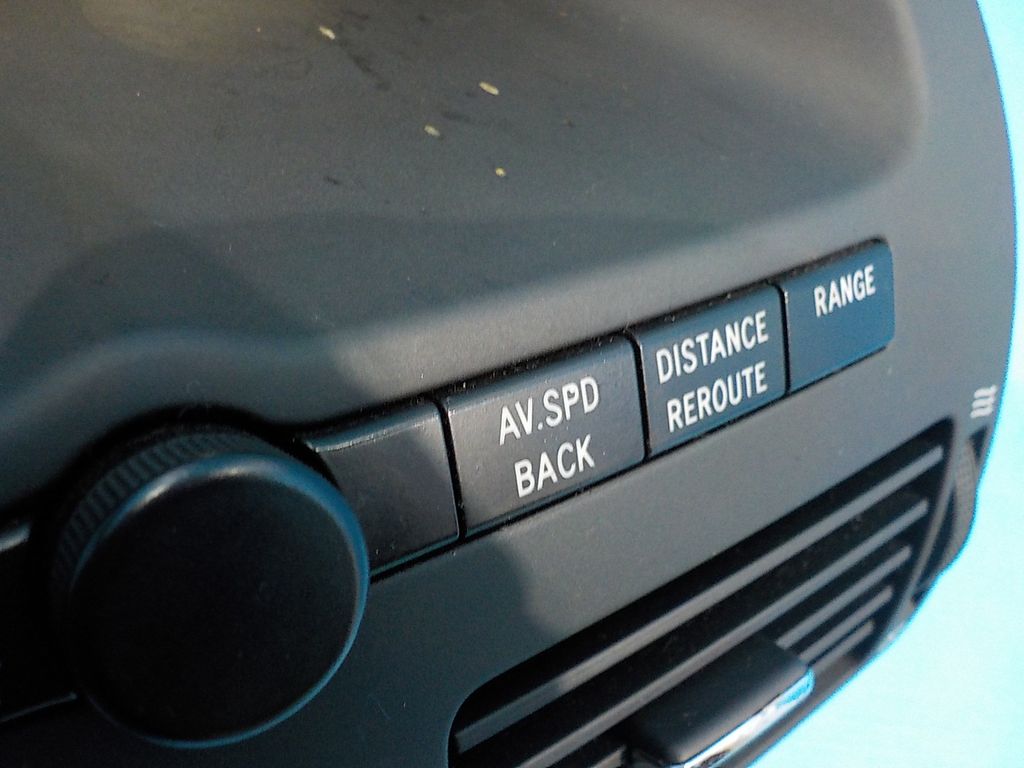 AV.SPD
BACK
DISTANCE
REROUTE
RANGE